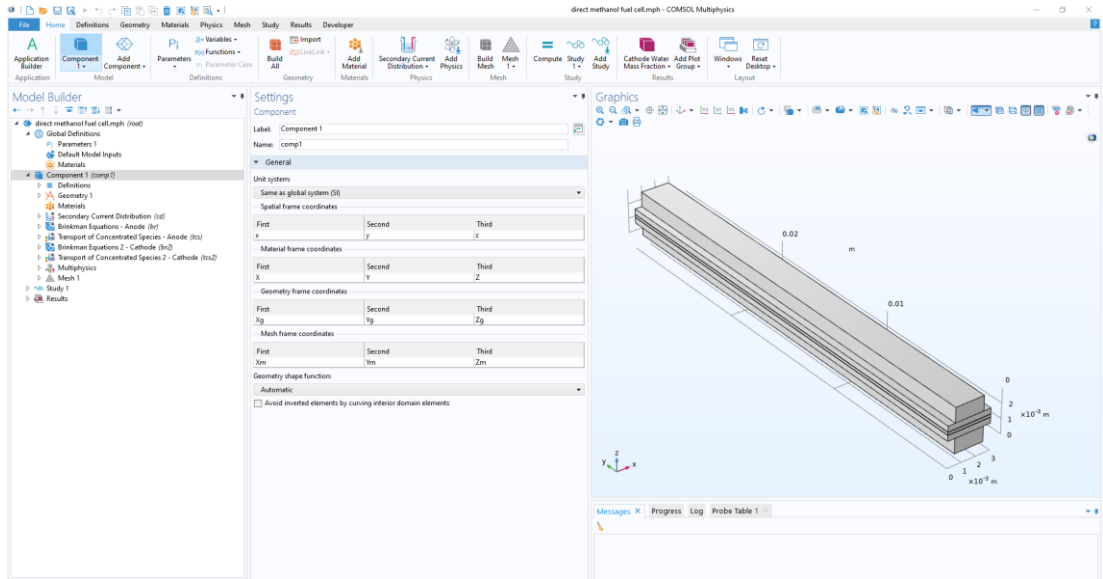 direct methanol fuel cell.mph - COMSOL Multiphysics
File Home Definitions Geometry Materials Physics Mesh Study Results Developer
Application Builder
Component 1
Add Component
Pi Parameters
a= Variables
f(x) Functions
Pi Parameter Case
Build All
Import
LiveLink
Add Material
Secondary Current Distribution
Add Physics
Build Mesh
Mesh 1
Compute
Study 1
Add Study
Cathode Water Mass Fraction
Add Plot Group
Windows
Reset Desktop
Application Model Definitions Geometry Materials Physics Mesh Study Results Layout
Model Builder
direct methanol fuel cell.mph (root)
Global Definitions
Pi Parameters 1
Default Model Inputs
Materials
Component 1 (comp1)
Definitions
Geometry 1
Materials
Secondary Current Distribution (cd)
Brinkman Equations - Anode (br)
Transport of Concentrated Species - Anode (tcs)
Brinkman Equations 2 - Cathode (br2)
Transport of Concentrated Species 2 - Cathode (tcs2)
Multiphysics
Mesh 1
Study 1
Results
Settings
Component
Label: Component 1
Name: comp1
General
Unit system:
Same as global system (SI)
Spatial frame coordinates
First Second Third
x y z
Material frame coordinates
First Second Third
X Y Z
Geometry frame coordinates
First Second Third
Xg Yg Zg
Mesh frame coordinates
First Second Third
Xm Ym Zm
Geometry shape function:
Automatic
Avoid inverted elements by curving interior domain elements
Graphics
0.02
m
0.01
0
2
1
0
×10⁻³ m
3
2
1
0
×10⁻³ m
z
y
x
Messages Progress Log Probe Table 1